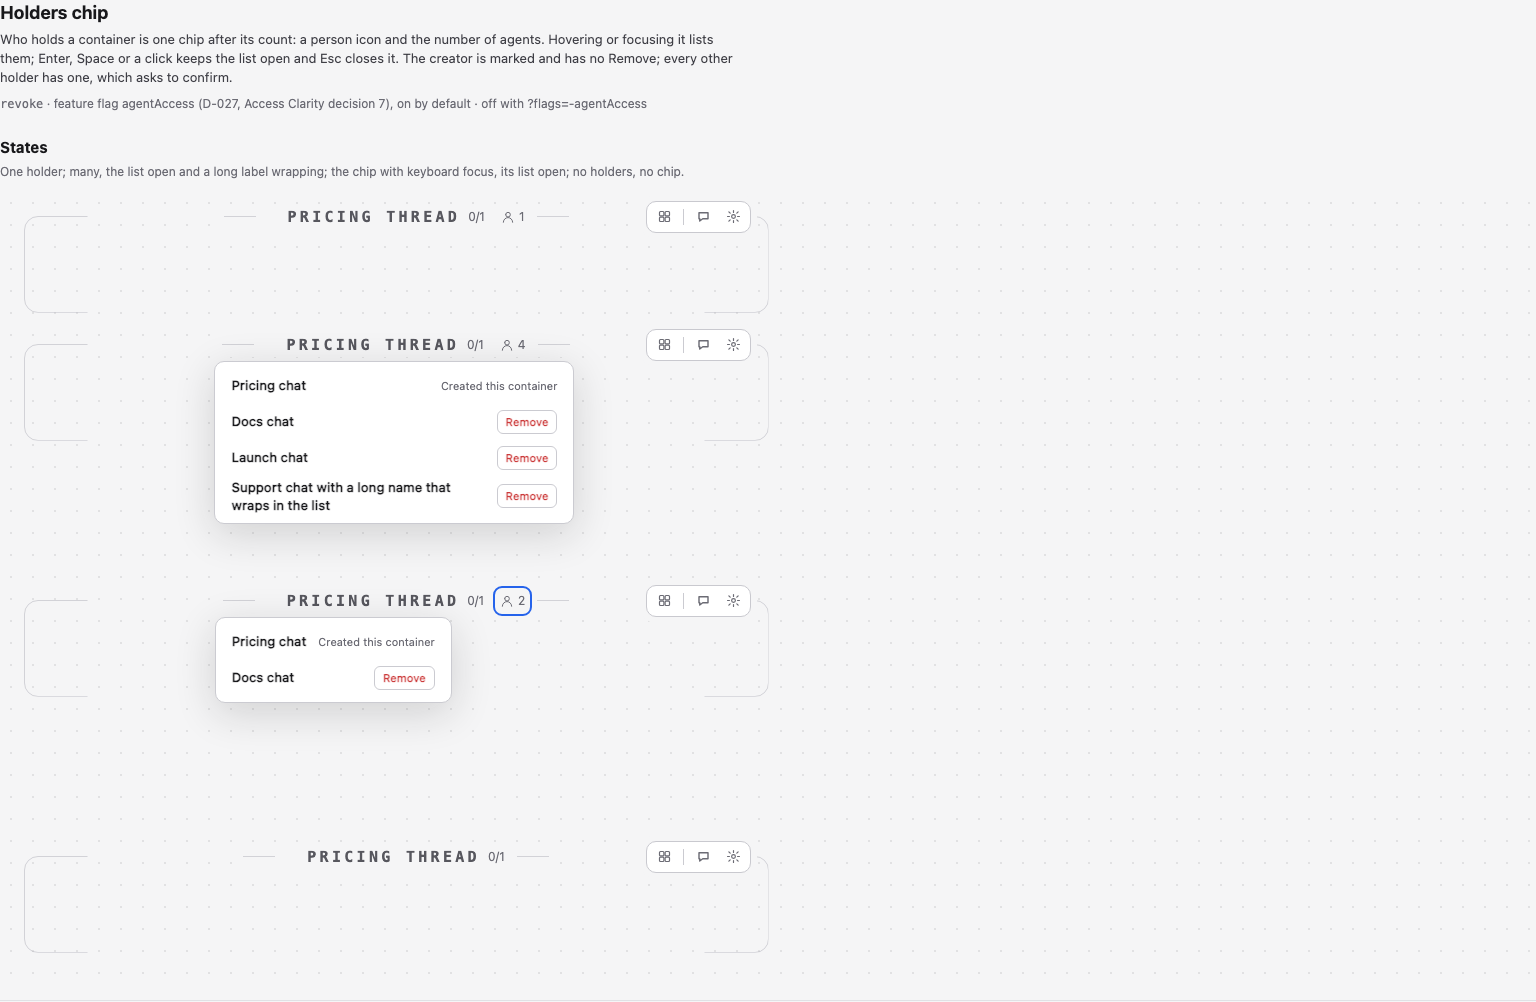 Holders chip
Who holds a container is one chip after its count: a person icon and the number of agents. Hovering or focusing it lists
them; Enter, Space or a click keeps the list open and Esc closes it. The creator is marked and has no Remove; every other
holder has one, which asks to confirm.
revoke · feature flag agentAccess (D-027, Access Clarity decision 7), on by default · off with ?flags=-agentAccess
States
One holder; many, the list open and a long label wrapping; the chip with keyboard focus, its list open; no holders, no chip.
PRICING THREAD 0/1 1
PRICING THREAD 0/1 4
Pricing chat Created this container
Docs chat Remove
Launch chat Remove
Support chat with a long name that
wraps in the list Remove
PRICING THREAD 0/1 2
Pricing chat Created this container
Docs chat Remove
PRICING THREAD 0/1